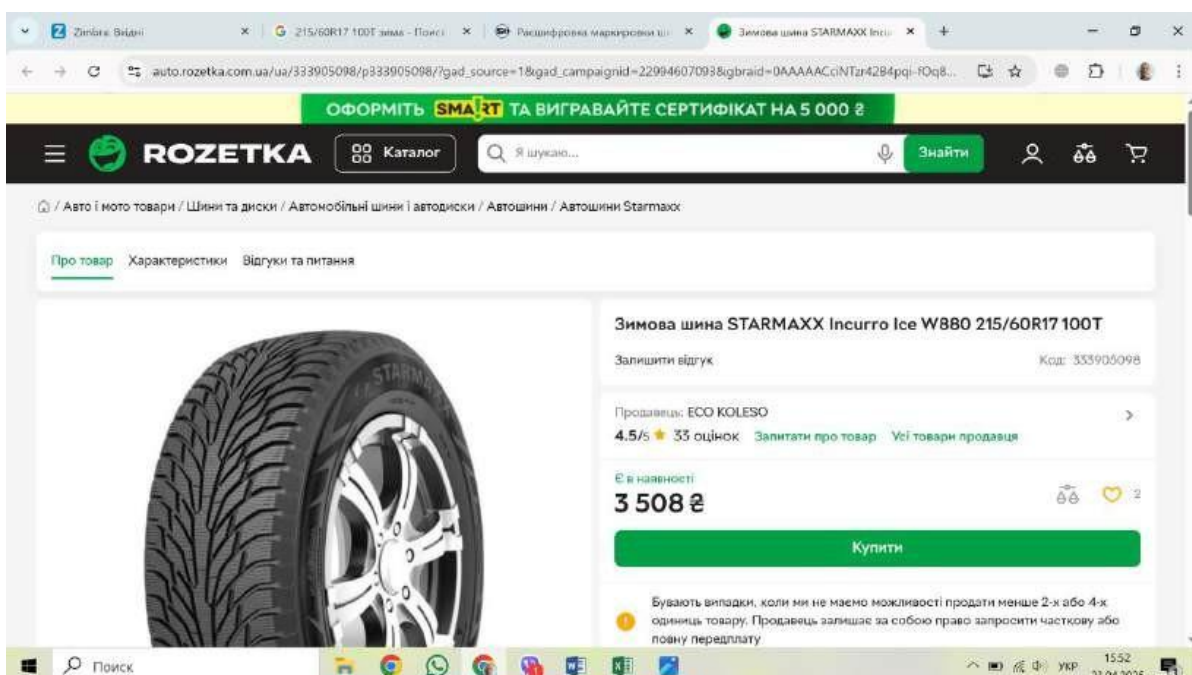 Zimbra: Вхідні
215/60R17 100T зима - Поиск
Расшифровка маркировки ши
Зимова шина STARMAXX Incu
auto.rozetka.com.ua/ua/333905098/p333905098/?gad_source=1&gad_campaignid=22994607093&gbraid=
ОФОРМІТЬ SMART ТА ВИГРАВАЙТЕ СЕРТИФІКАТ НА 5 000 ₴
ROZETKA
Каталог
Я шукаю...
Знайти
/ Авто і мото товари / Шини та диски / Автомобільні шини і автодиски / Автошини / Автошини Starmaxx
Про товар Характеристики Відгуки та питання
STARMAXX
Зимова шина STARMAXX Incurro Ice W880 215/60R17 100T
Залишити відгук
Код: 333905098
Продавець: ECO KOLESO
4.5/5 33 оцінок Запитати про товар Усі товари продавця
Є в наявності
3 508 ₴
2
Купити
Бувають випадки, коли ми не маємо можливості продати менше 2-х або 4-х
одиниць товару. Продавець залишає за собою право запросити часткову або
повну передплату
Поиск
УКР
15:52